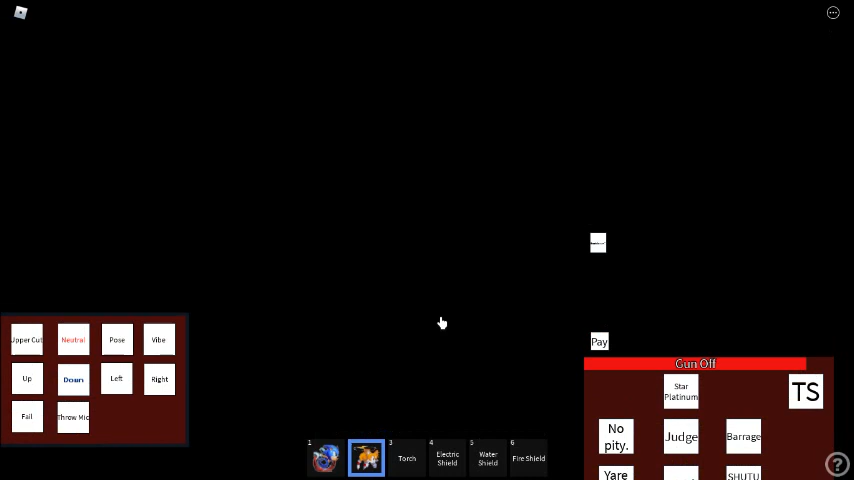 Pay
Gun Off
Upper Cut
Neutral
Pose
Vibe
Star
Platinum
TS
Up
Down
Left
Right
No
pity.
Judge
Barrage
Fail
Throw Mic
1
3
Torch
4
Electric
Shield
5
Water
Shield
6
Fire Shield
Yare
SHUTU
?